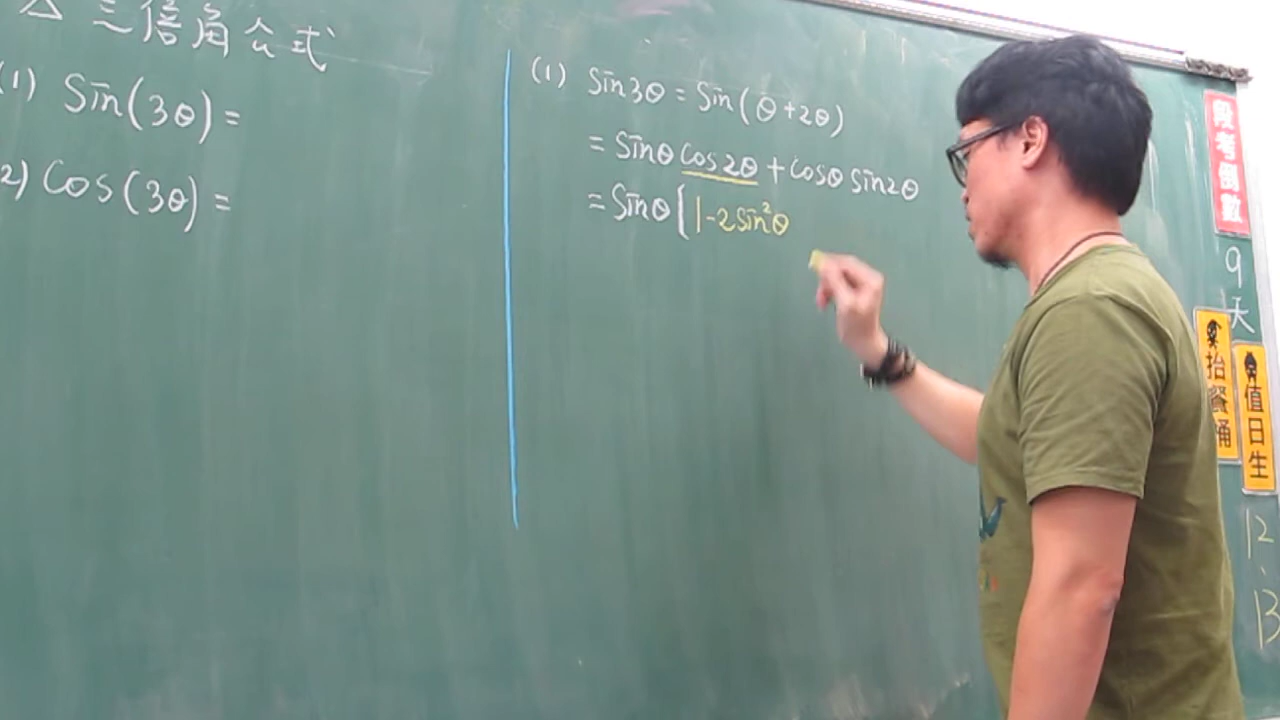 △ 三倍角公式
(1) Sin(3θ) =
2) Cos(3θ) =
(1) Sin3θ = Sin(θ+2θ)
= Sinθ Cos2θ + Cosθ Sin2θ
= Sinθ[1-2Sin²θ
段考倒數
9天
抬餐桶
值日生
12
13